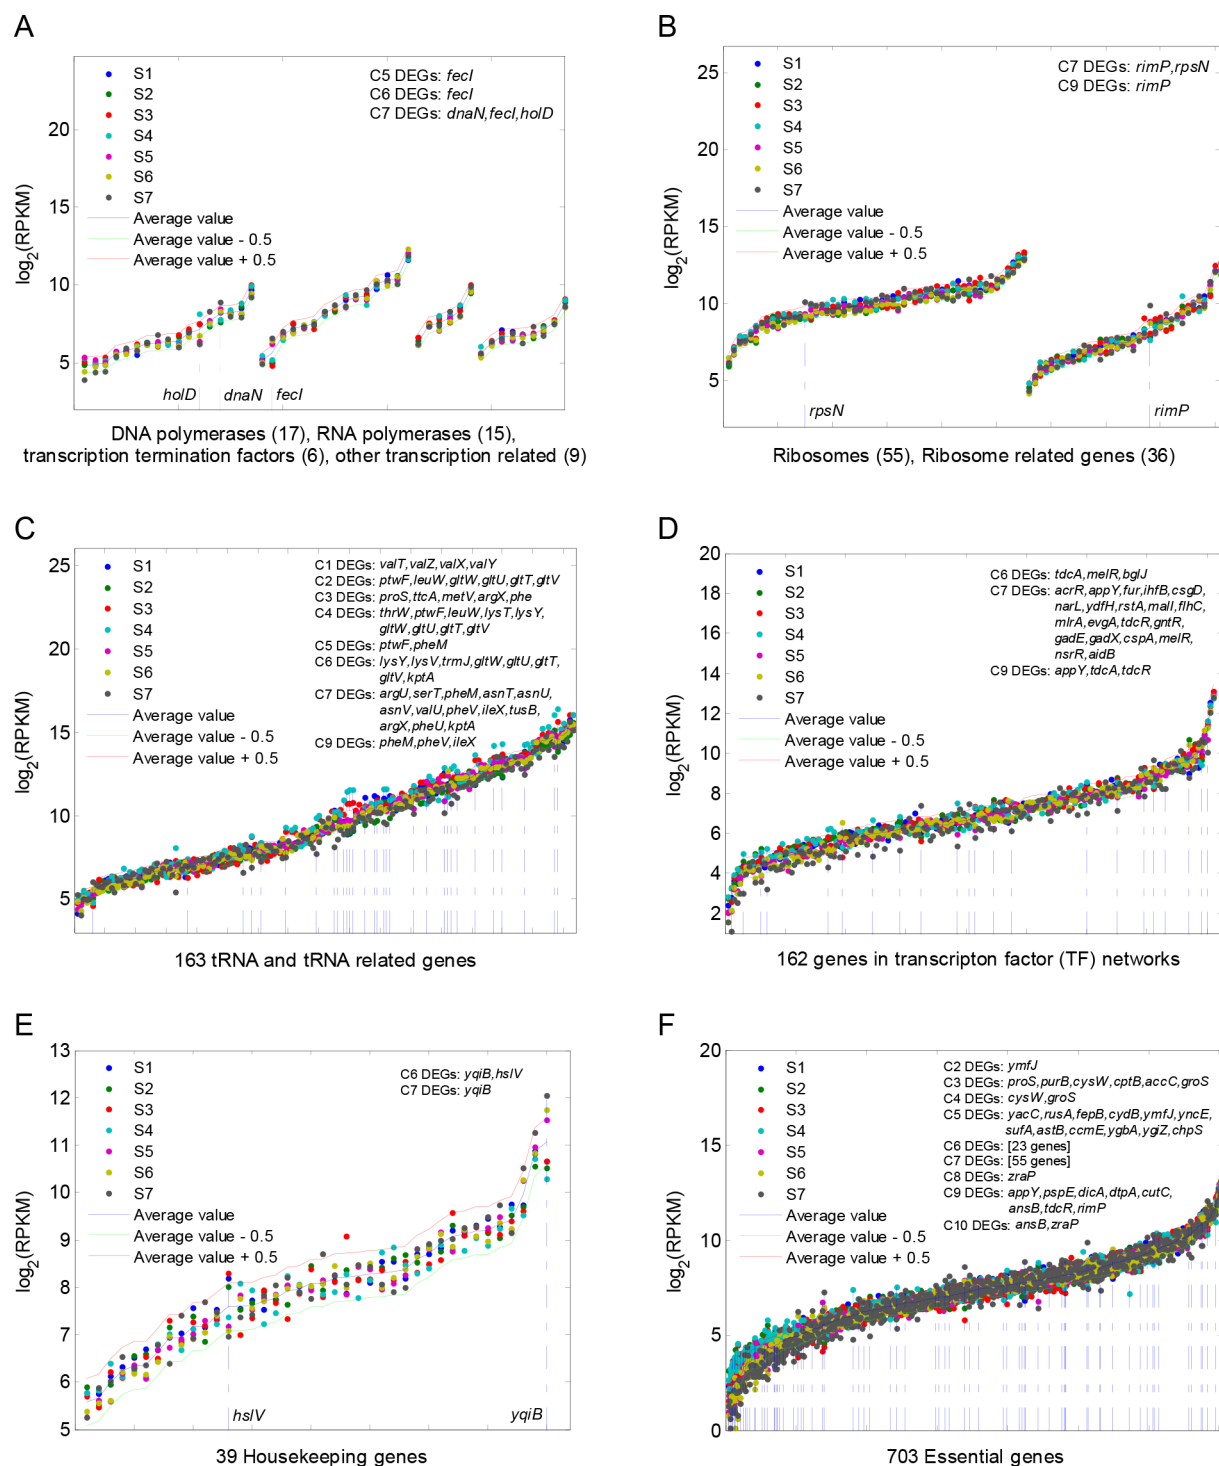 A
S1
S2
S3
S4
S5
S6
S7
Average value
Average value - 0.5
Average value + 0.5
C5 DEGs: fecI
C6 DEGs: fecI
C7 DEGs: dnaN,fecI,holD
log2(RPKM)
20
15
10
5
holD
dnaN
fecI
DNA polymerases (17), RNA polymerases (15),
transcription termination factors (6), other transcription related (9)
B
S1
S2
S3
S4
S5
S6
S7
Average value
Average value - 0.5
Average value + 0.5
C7 DEGs: rimP,rpsN
C9 DEGs: rimP
log2(RPKM)
25
20
15
10
5
rpsN
rimP
Ribosomes (55), Ribosome related genes (36)
C
S1
S2
S3
S4
S5
S6
S7
Average value
Average value - 0.5
Average value + 0.5
C1 DEGs: valT,valZ,valX,valY
C2 DEGs: ptwF,leuW,gltW,gltU,gltT,gltV
C3 DEGs: proS,ttcA,metV,argX,phe
C4 DEGs: thrW,ptwF,leuW,lysT,lysY,
gltW,gltU,gltT,gltV
C5 DEGs: ptwF,pheM
C6 DEGs: lysY,lysV,trmJ,gltW,gltU,gltT,
gltV,kptA
C7 DEGs: argU,serT,pheM,asnT,asnU,
asnV,valU,pheV,ileX,tusB,
argX,pheU,kptA
C9 DEGs: pheM,pheV,ileX
log2(RPKM)
25
20
15
10
5
163 tRNA and tRNA related genes
D
S1
S2
S3
S4
S5
S6
S7
Average value
Average value - 0.5
Average value + 0.5
C6 DEGs: tdcA,melR,bglJ
C7 DEGs: acrR,appY,fur,ihfB,csgD,
narL,ydfH,rstA,malI,flhC,
mlrA,evgA,tdcR,gntR,
gadE,gadX,cspA,melR,
nsrR,aidB
C9 DEGs: appY,tdcA,tdcR
log2(RPKM)
20
18
16
14
12
10
8
6
4
2
162 genes in transcripton factor (TF) networks
E
S1
S2
S3
S4
S5
S6
S7
Average value
Average value - 0.5
Average value + 0.5
C6 DEGs: yqiB,hslV
C7 DEGs: yqiB
log2(RPKM)
13
12
11
10
9
8
7
6
5
hslV
yqiB
39 Housekeeping genes
F
S1
S2
S3
S4
S5
S6
S7
Average value
Average value - 0.5
Average value + 0.5
C2 DEGs: ymfJ
C3 DEGs: proS,purB,cysW,cptB,accC,groS
C4 DEGs: cysW,groS
C5 DEGs: yacC,rusA,fepB,cydB,ymfJ,yncE,
sufA,astB,ccmE,ygbA,ygiZ,chpS
C6 DEGs: [23 genes]
C7 DEGs: [55 genes]
C8 DEGs: zraP
C9 DEGs: appY,pspE,dicA,dtpA,cutC,
ansB,tdcR,rimP
C10 DEGs: ansB,zraP
log2(RPKM)
20
15
10
5
0
703 Essential genes